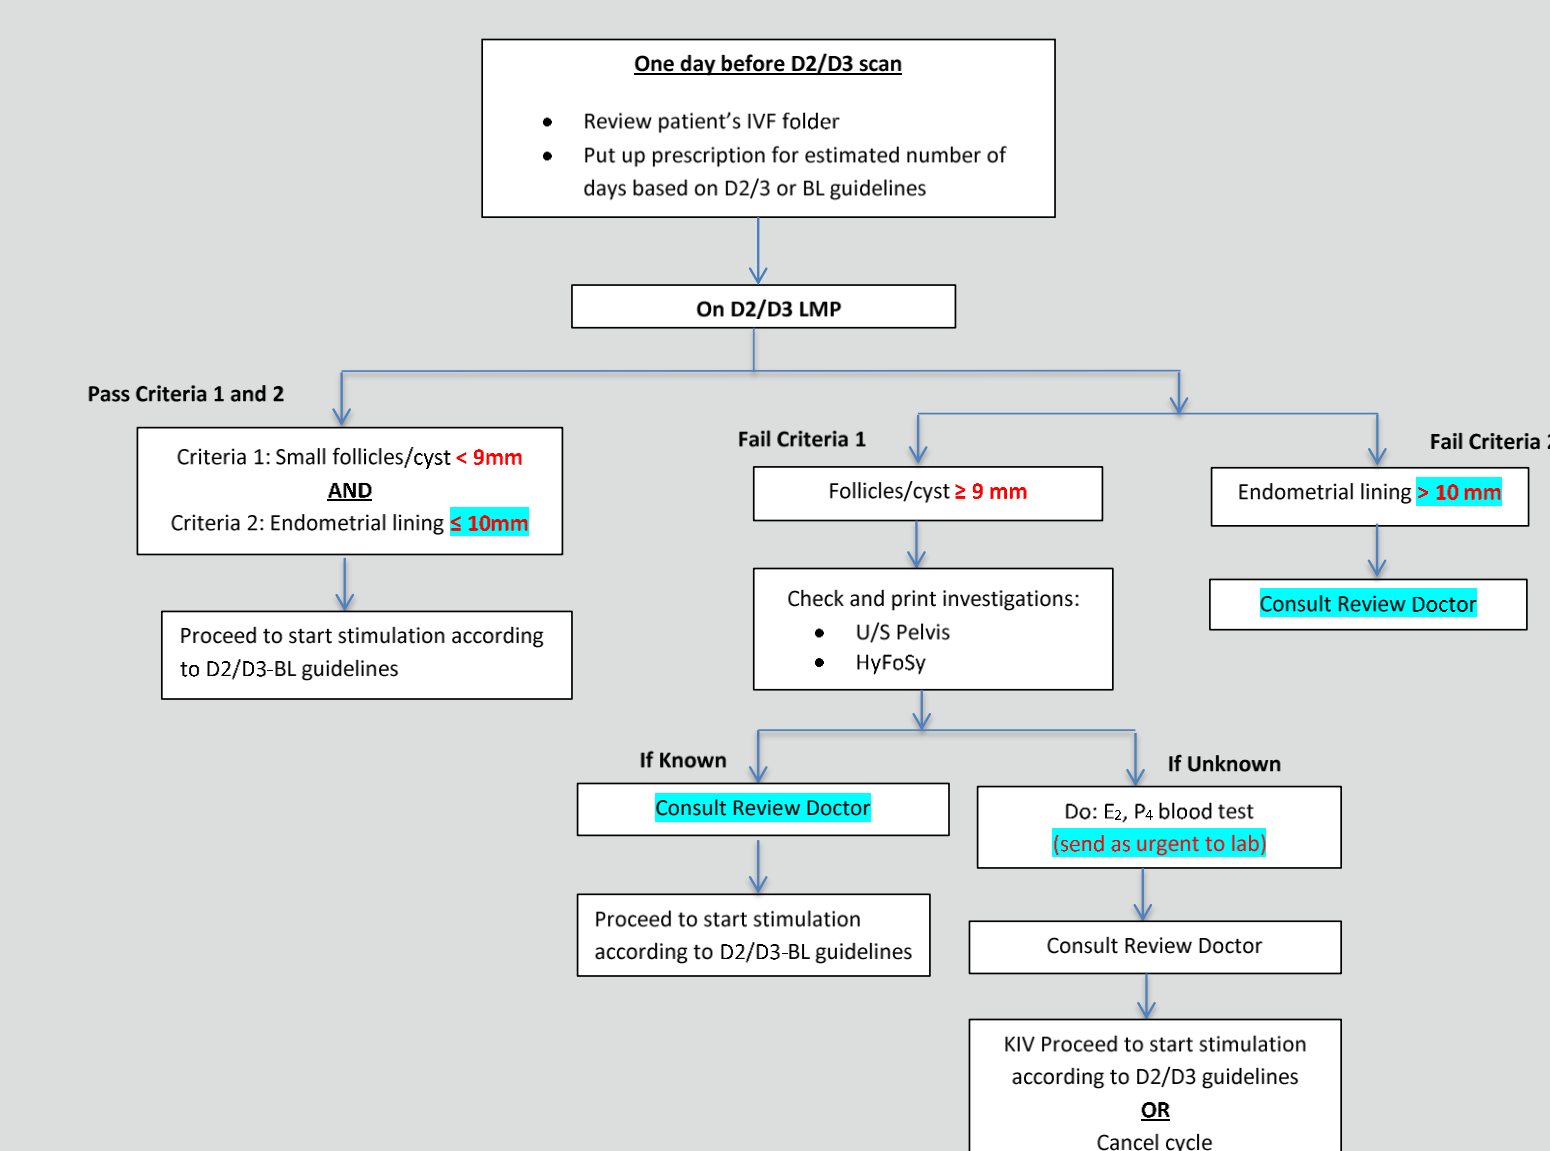 One day before D2/D3 scan
• Review patient's IVF folder
• Put up prescription for estimated number of
days based on D2/3 or BL guidelines
On D2/D3 LMP
Pass Criteria 1 and 2
Criteria 1: Small follicles/cyst < 9mm
AND
Criteria 2: Endometrial lining ≤ 10mm
Proceed to start stimulation according
to D2/D3-BL guidelines
Fail Criteria 1
Follicles/cyst ≥ 9 mm
Check and print investigations:
• U/S Pelvis
• HyFoSy
Fail Criteria 2
Endometrial lining > 10 mm
Consult Review Doctor
If Known
Consult Review Doctor
Proceed to start stimulation
according to D2/D3-BL guidelines
If Unknown
Do: E₂, P₄ blood test
(send as urgent to lab)
Consult Review Doctor
KIV Proceed to start stimulation
according to D2/D3 guidelines
OR
Cancel cycle